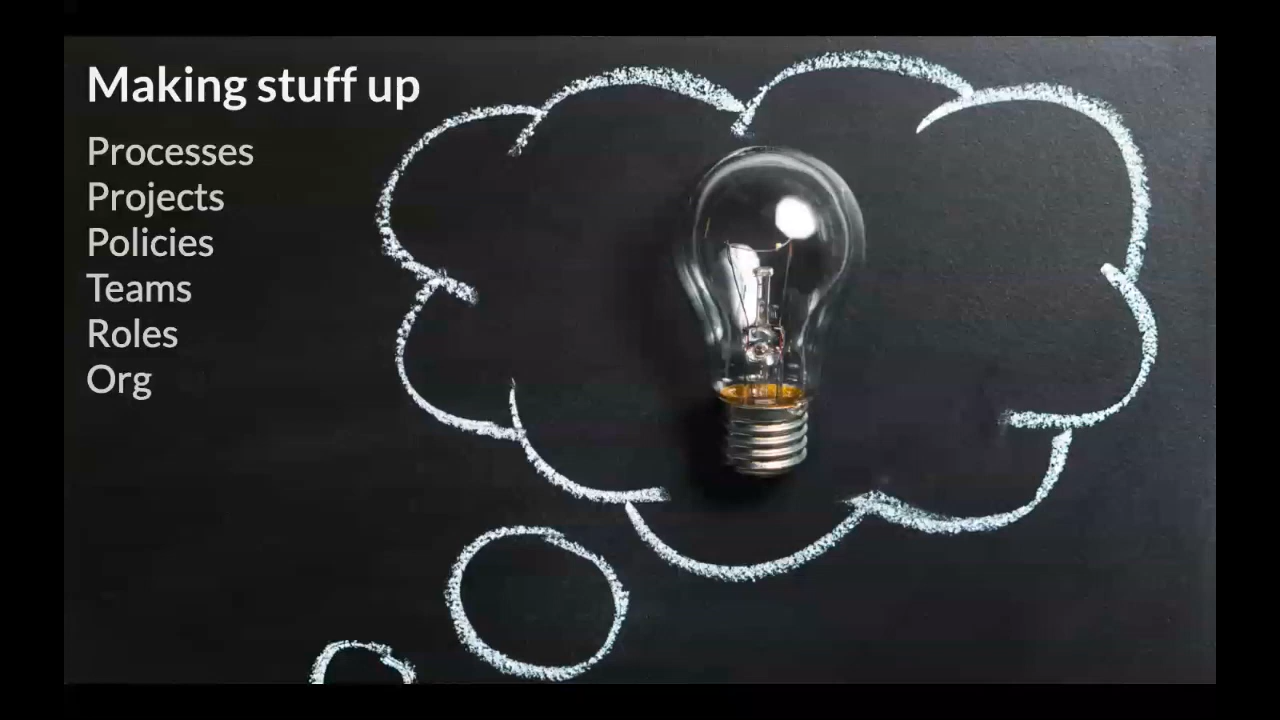 Making stuff up
Processes
Projects
Policies
Teams
Roles
Org